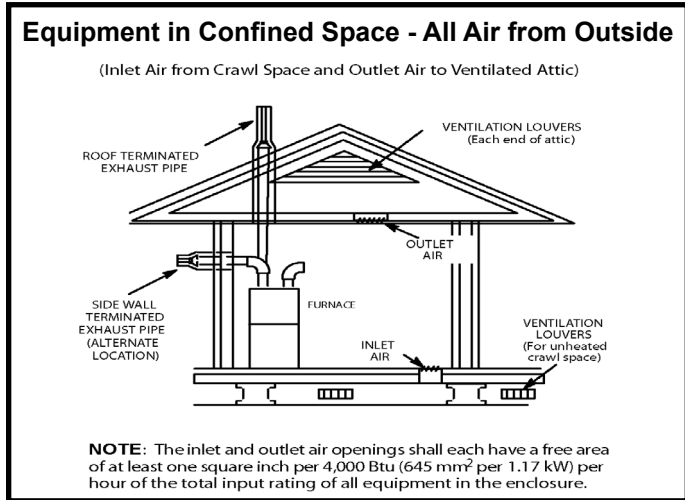 Equipment in Confined Space - All Air from Outside
(Inlet Air from Crawl Space and Outlet Air to Ventilated Attic)
VENTILATION LOUVERS
(Each end of attic)
ROOF TERMINATED
EXHAUST PIPE
OUTLET
AIR
SIDE WALL
TERMINATED
EXHAUST PIPE
(ALTERNATE
LOCATION)
FURNACE
INLET
AIR
VENTILATION
LOUVERS
(For unheated
crawl space)
NOTE: The inlet and outlet air openings shall each have a free area
of at least one square inch per 4,000 Btu (645 mm² per 1.17 kW) per
hour of the total input rating of all equipment in the enclosure.